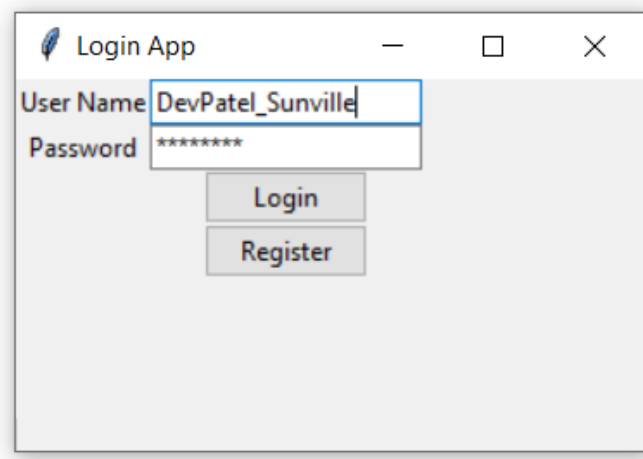 Login App
User Name DevPatel_Sunville
Password ********
Login
Register